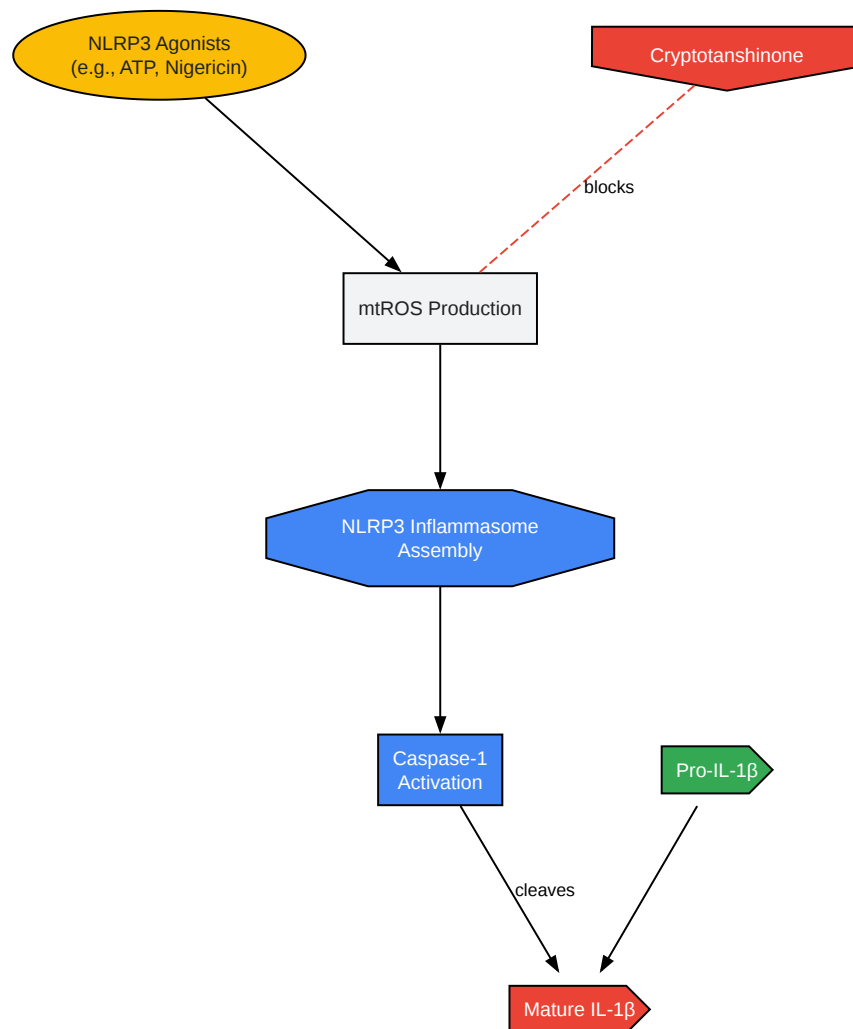 NLRP3 Agonists
(e.g., ATP, Nigericin)
Cryptotanshinone
blocks
mtROS Production
NLRP3 Inflammasome
Assembly
Caspase-1
Activation
Pro-IL-1β
cleaves
Mature IL-1β